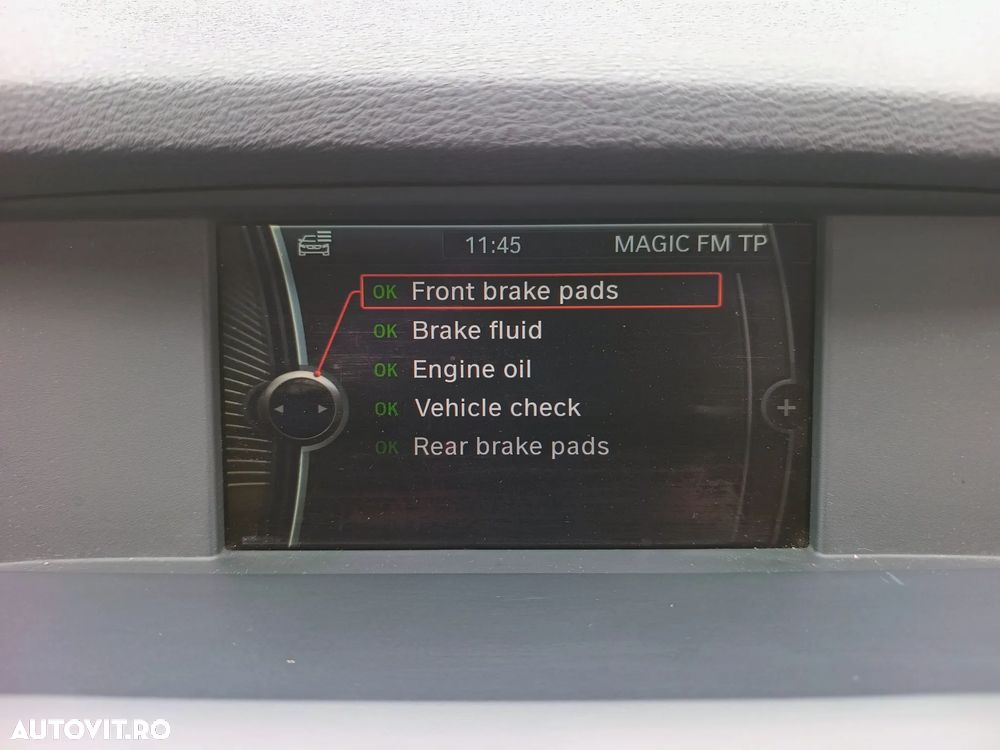 11:45 MAGIC FM TP
OK Front brake pads
OK Brake fluid
OK Engine oil
OK Vehicle check
OK Rear brake pads
AUTOVIT.RO